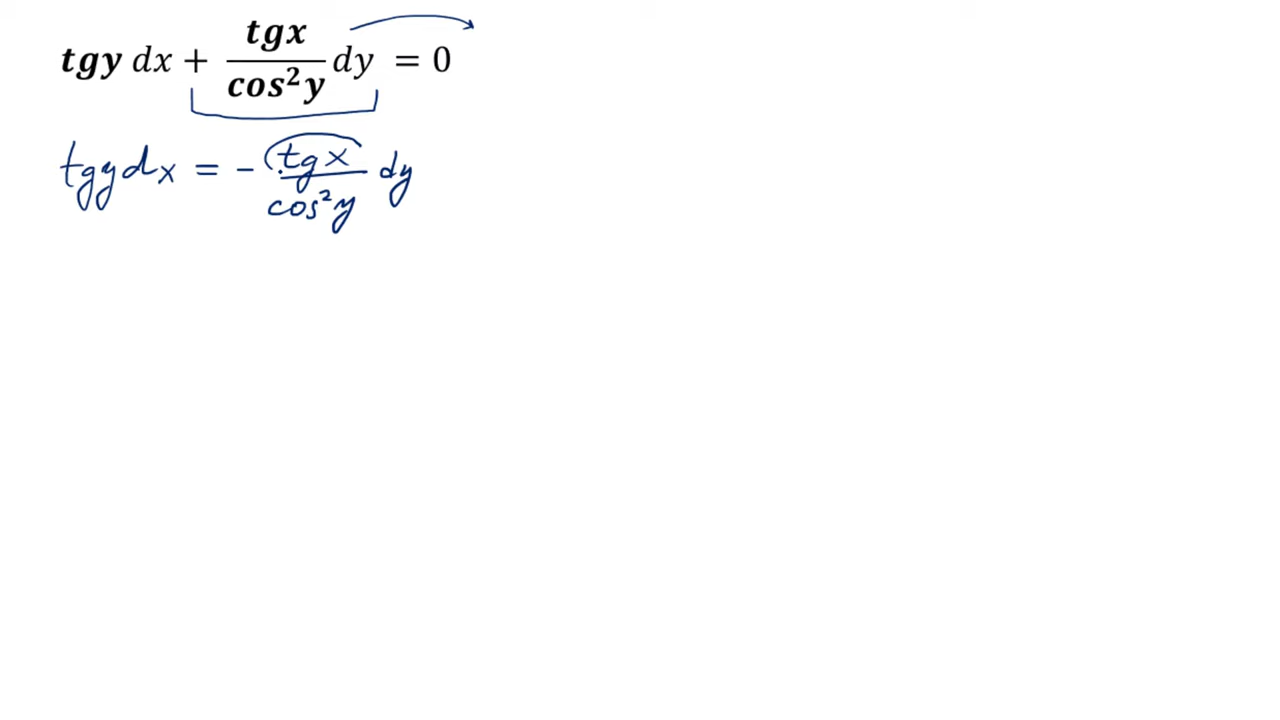 tgy dx + tgx/cos²y dy = 0
tgy dx = - tgx/cos²y dy